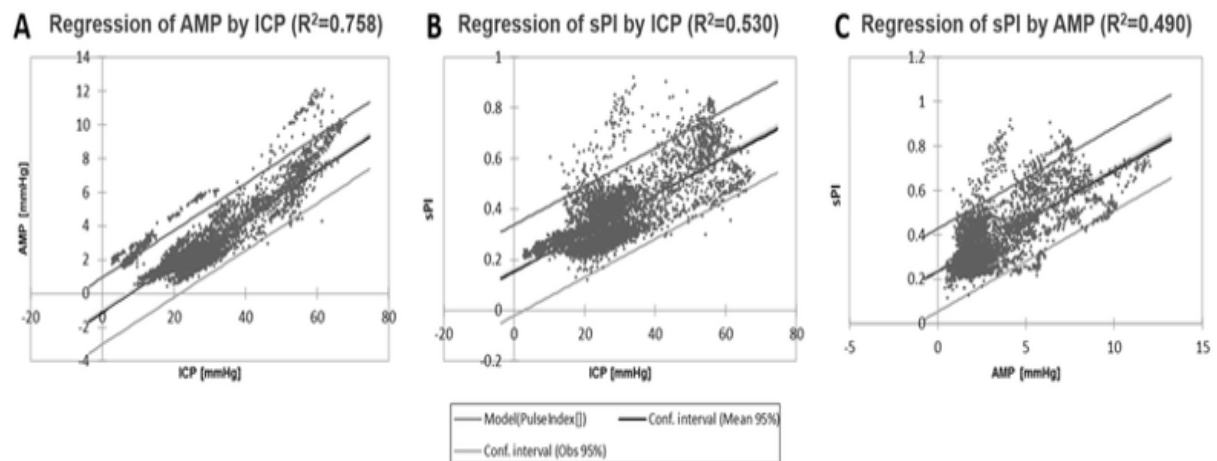 A Regression of AMP by ICP (R²=0.758)
14
12
10
8
6
4
2
0
-2
-4
-20 0 20 40 60 80
AMP [mmHg]
ICP [mmHg]
B Regression of sPI by ICP (R²=0.530)
1
0.8
0.6
0.4
0.2
0
-0.2
-20 0 20 40 60 80
sPI
ICP [mmHg]
C Regression of sPI by AMP (R²=0.490)
1.2
1
0.8
0.6
0.4
0.2
0
-5 0 5 10 15
sPI
AMP [mmHg]
Model(PulseIndex[]) Conf. interval (Mean 95%)
Conf. interval (Obs 95%)